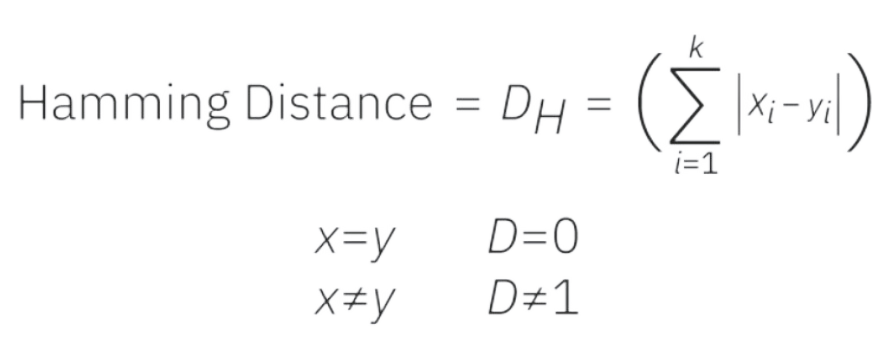 Hamming Distance = D_H = (∑_{i=1}^{k} |x_i - y_i|)
x=y D=0
x≠y D≠1